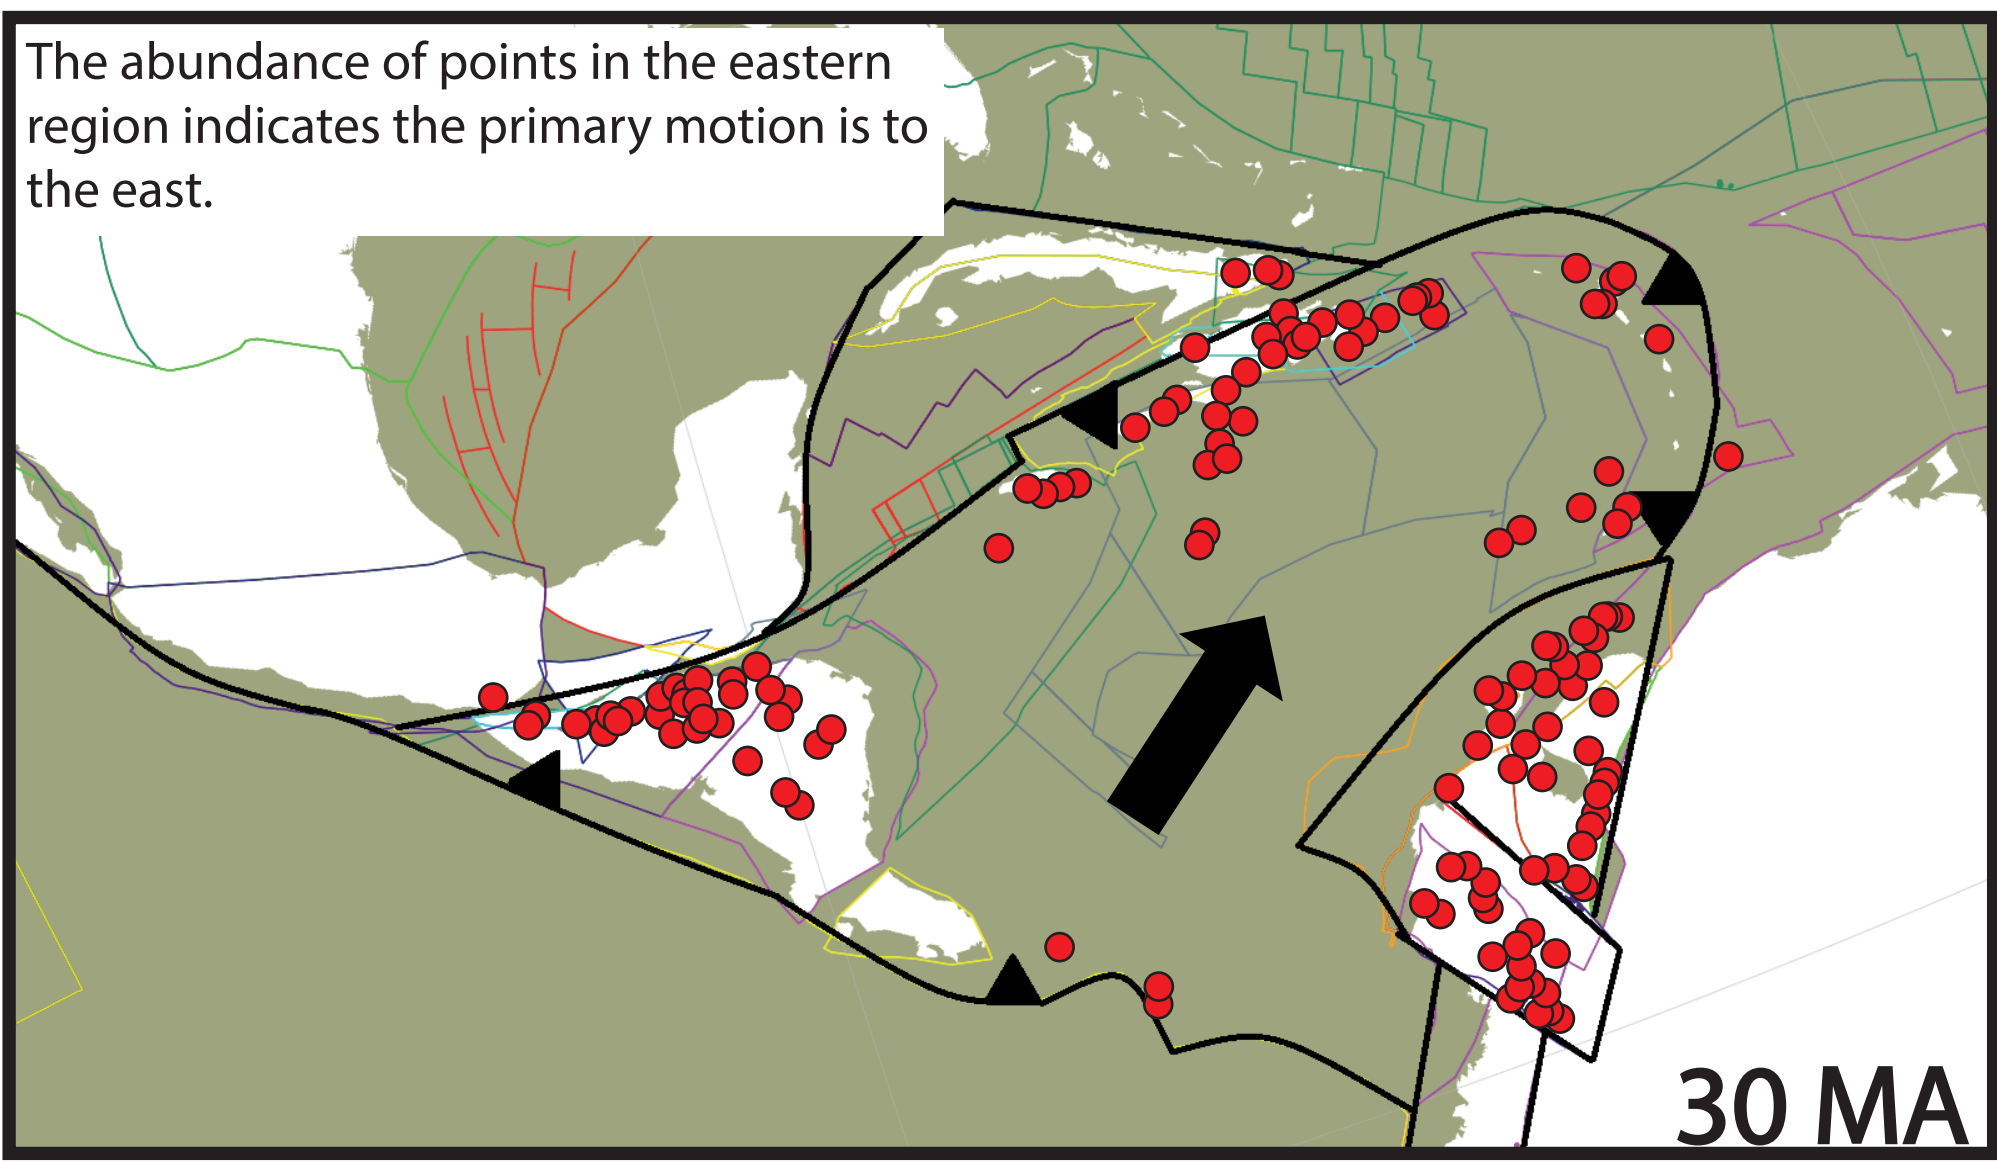 The abundance of points in the eastern
region indicates the primary motion is to
the east.
30 MA